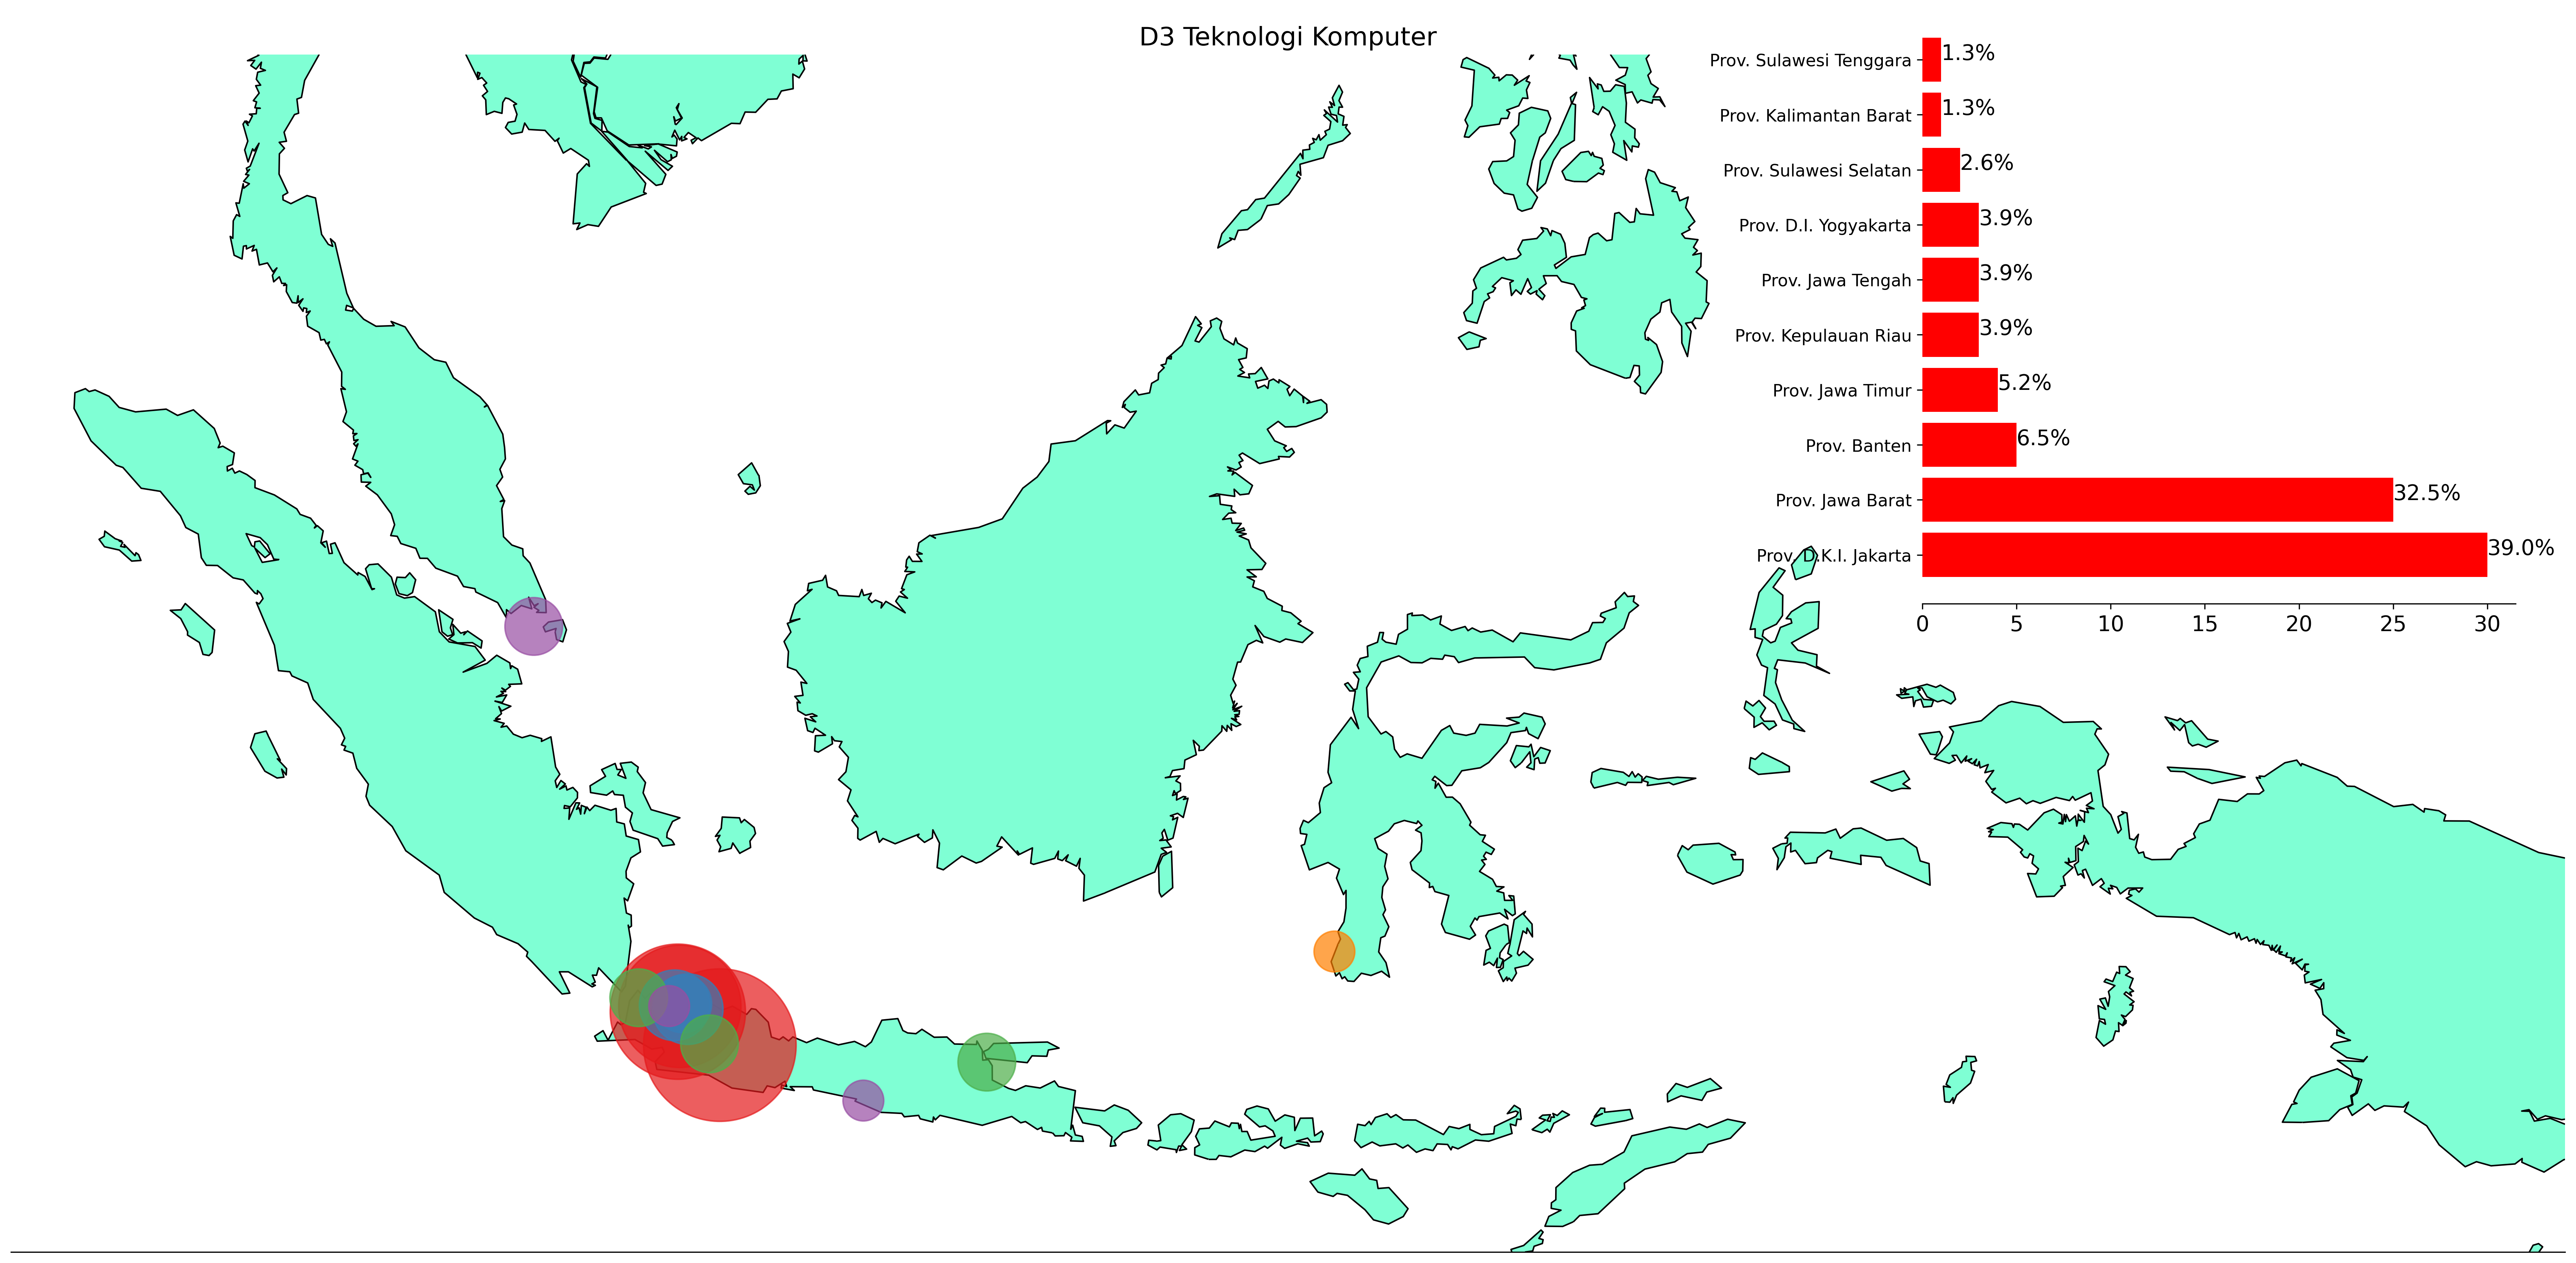 D3 Teknologi Komputer
Prov. Sulawesi Tenggara 1.3%
Prov. Kalimantan Barat 1.3%
Prov. Sulawesi Selatan 2.6%
Prov. D.I. Yogyakarta 3.9%
Prov. Jawa Tengah 3.9%
Prov. Kepulauan Riau 3.9%
Prov. Jawa Timur 5.2%
Prov. Banten 6.5%
Prov. Jawa Barat 32.5%
Prov. D.K.I. Jakarta 39.0%
0 5 10 15 20 25 30